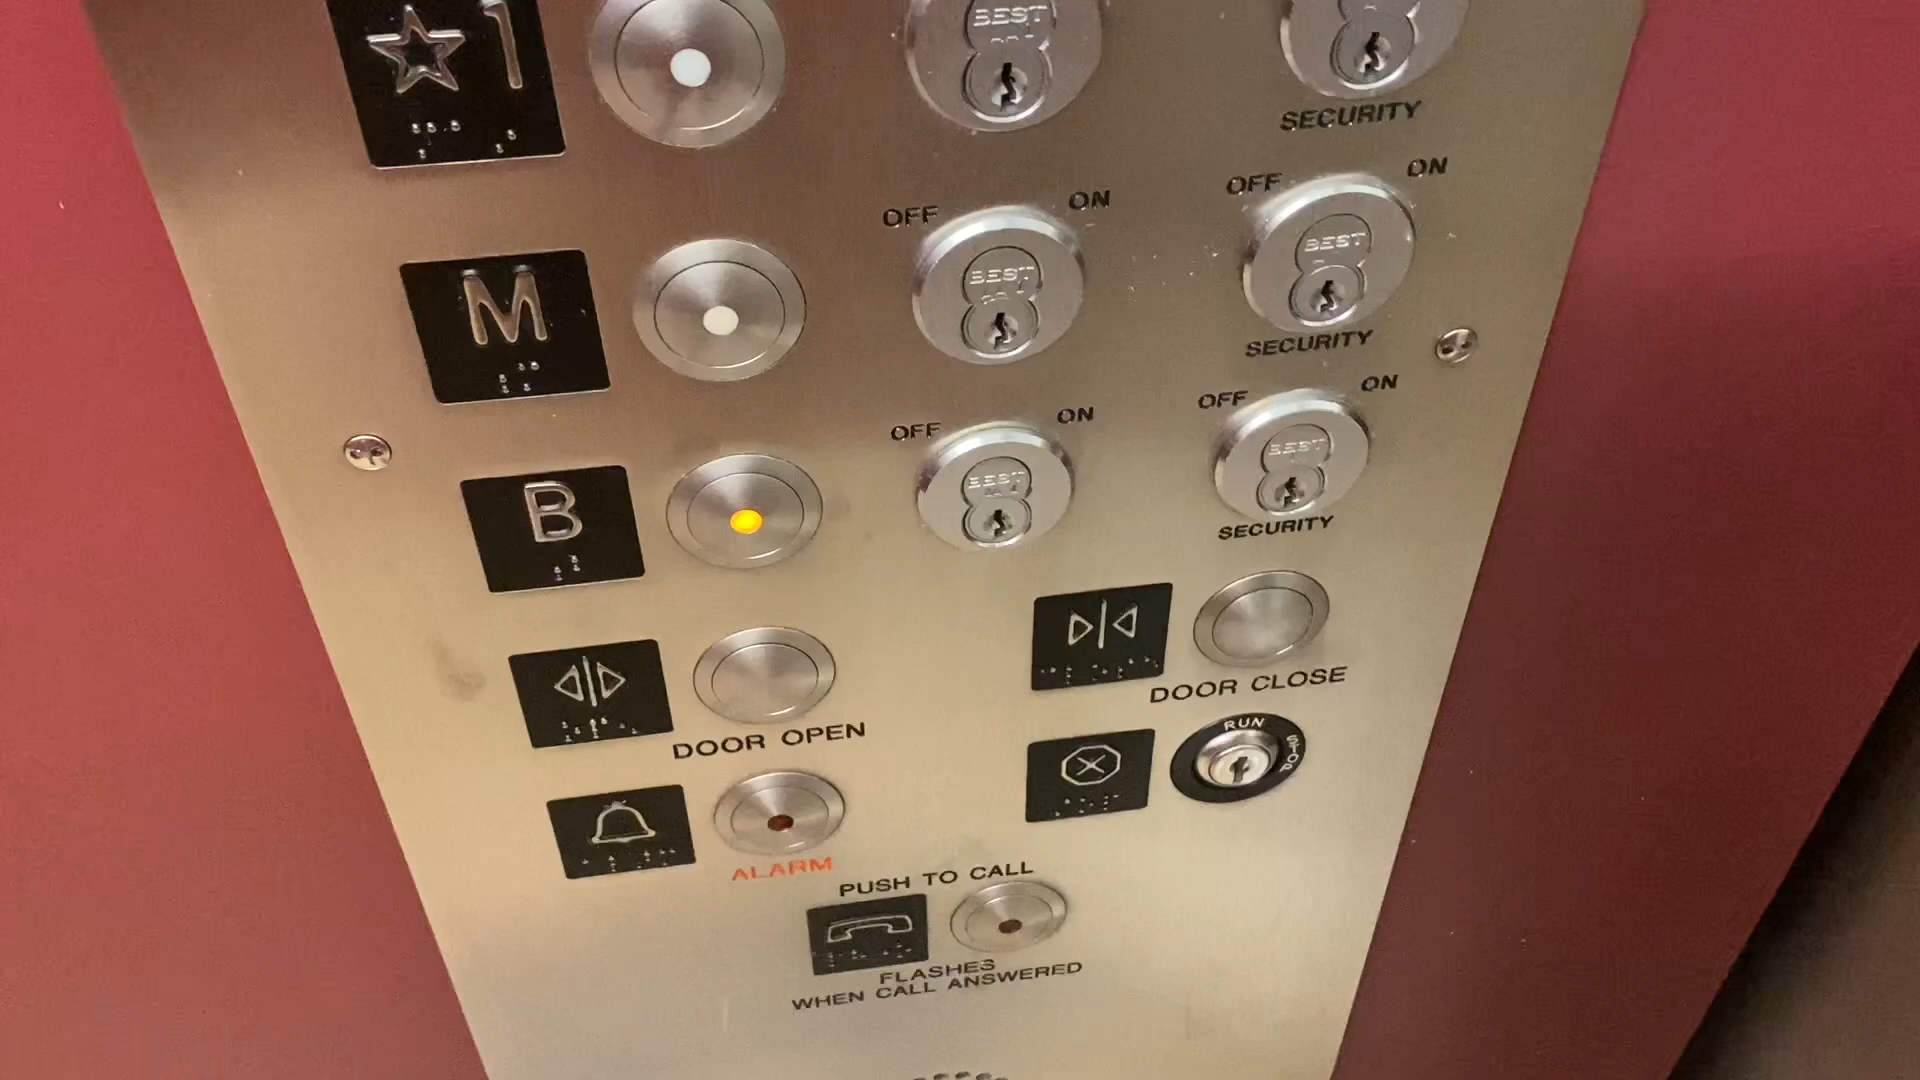 1
BEST
SECURITY
OFF ON
OFF ON
M
BEST
BEST
SECURITY
OFF ON
OFF ON
B
BEST
BEST
SECURITY
DOOR OPEN
DOOR CLOSE
RUN
STOP
ALARM
PUSH TO CALL
FLASHES
WHEN CALL ANSWERED